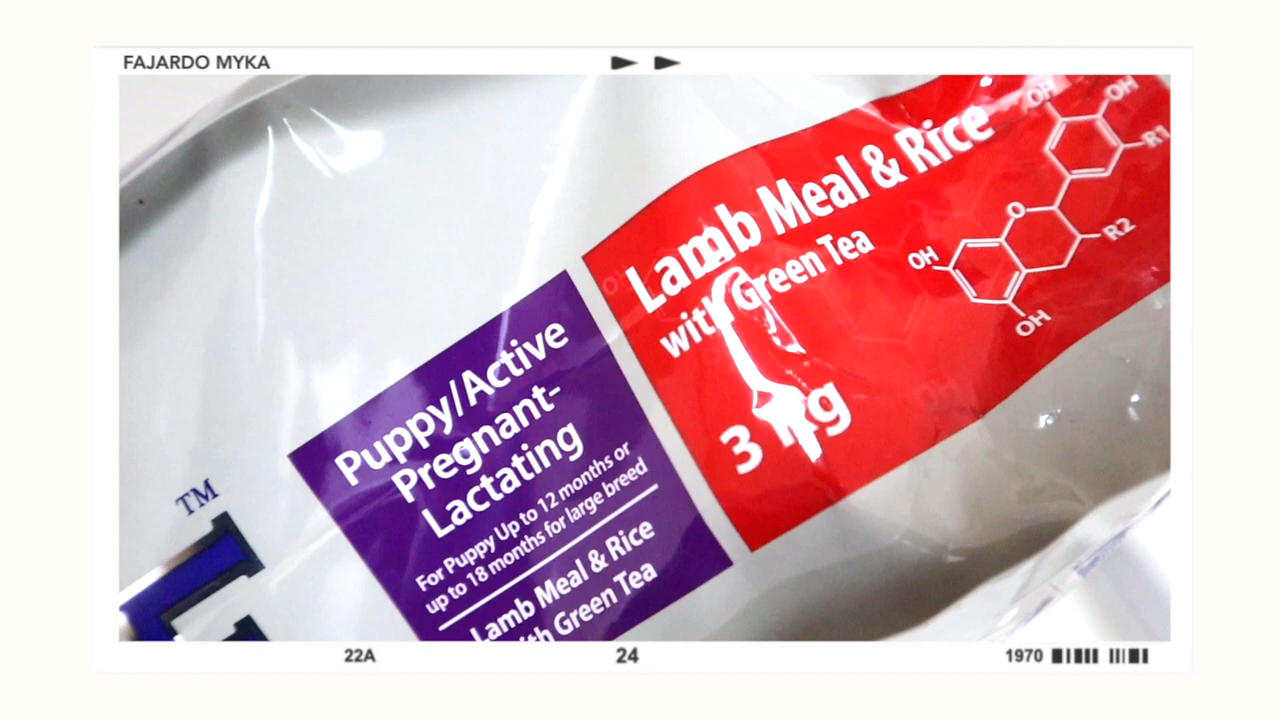 FAJARDO MYKA
Lamb Meal & Rice
with Green Tea
3 kg
OH
OH
R1
O
R2
OH
OH
Puppy/Active
Pregnant-
Lactating
For Puppy Up to 12 months or
up to 18 months for large breed
Lamb Meal & Rice
with Green Tea
TM
22A
24
1970